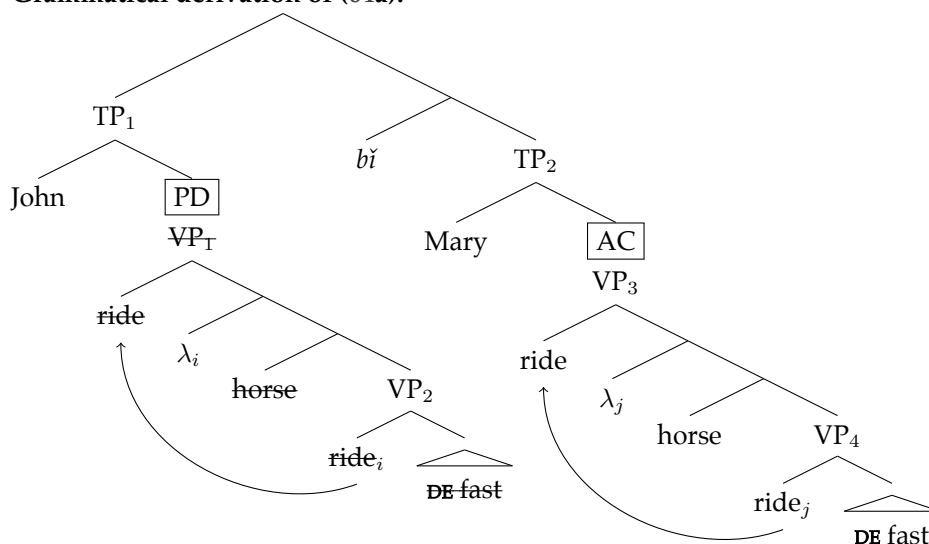 Grammatical derivation of (61a):
TP₁
bǐ
TP₂
John
PD
Mary
AC
VP₁
VP₃
ride
λᵢ
horse
VP₂
ride
λⱼ
horse
VP₄
rideᵢ
DE fast
rideⱼ
DE fast